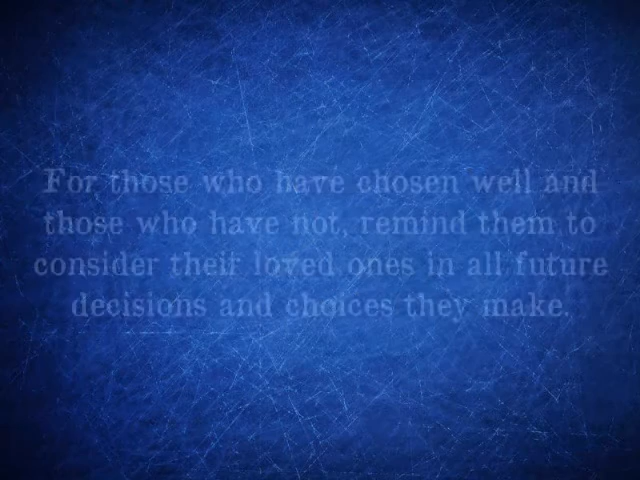 For those who have chosen well and
those who have not, remind them to
consider their loved ones in all future
decisions and choices they make.